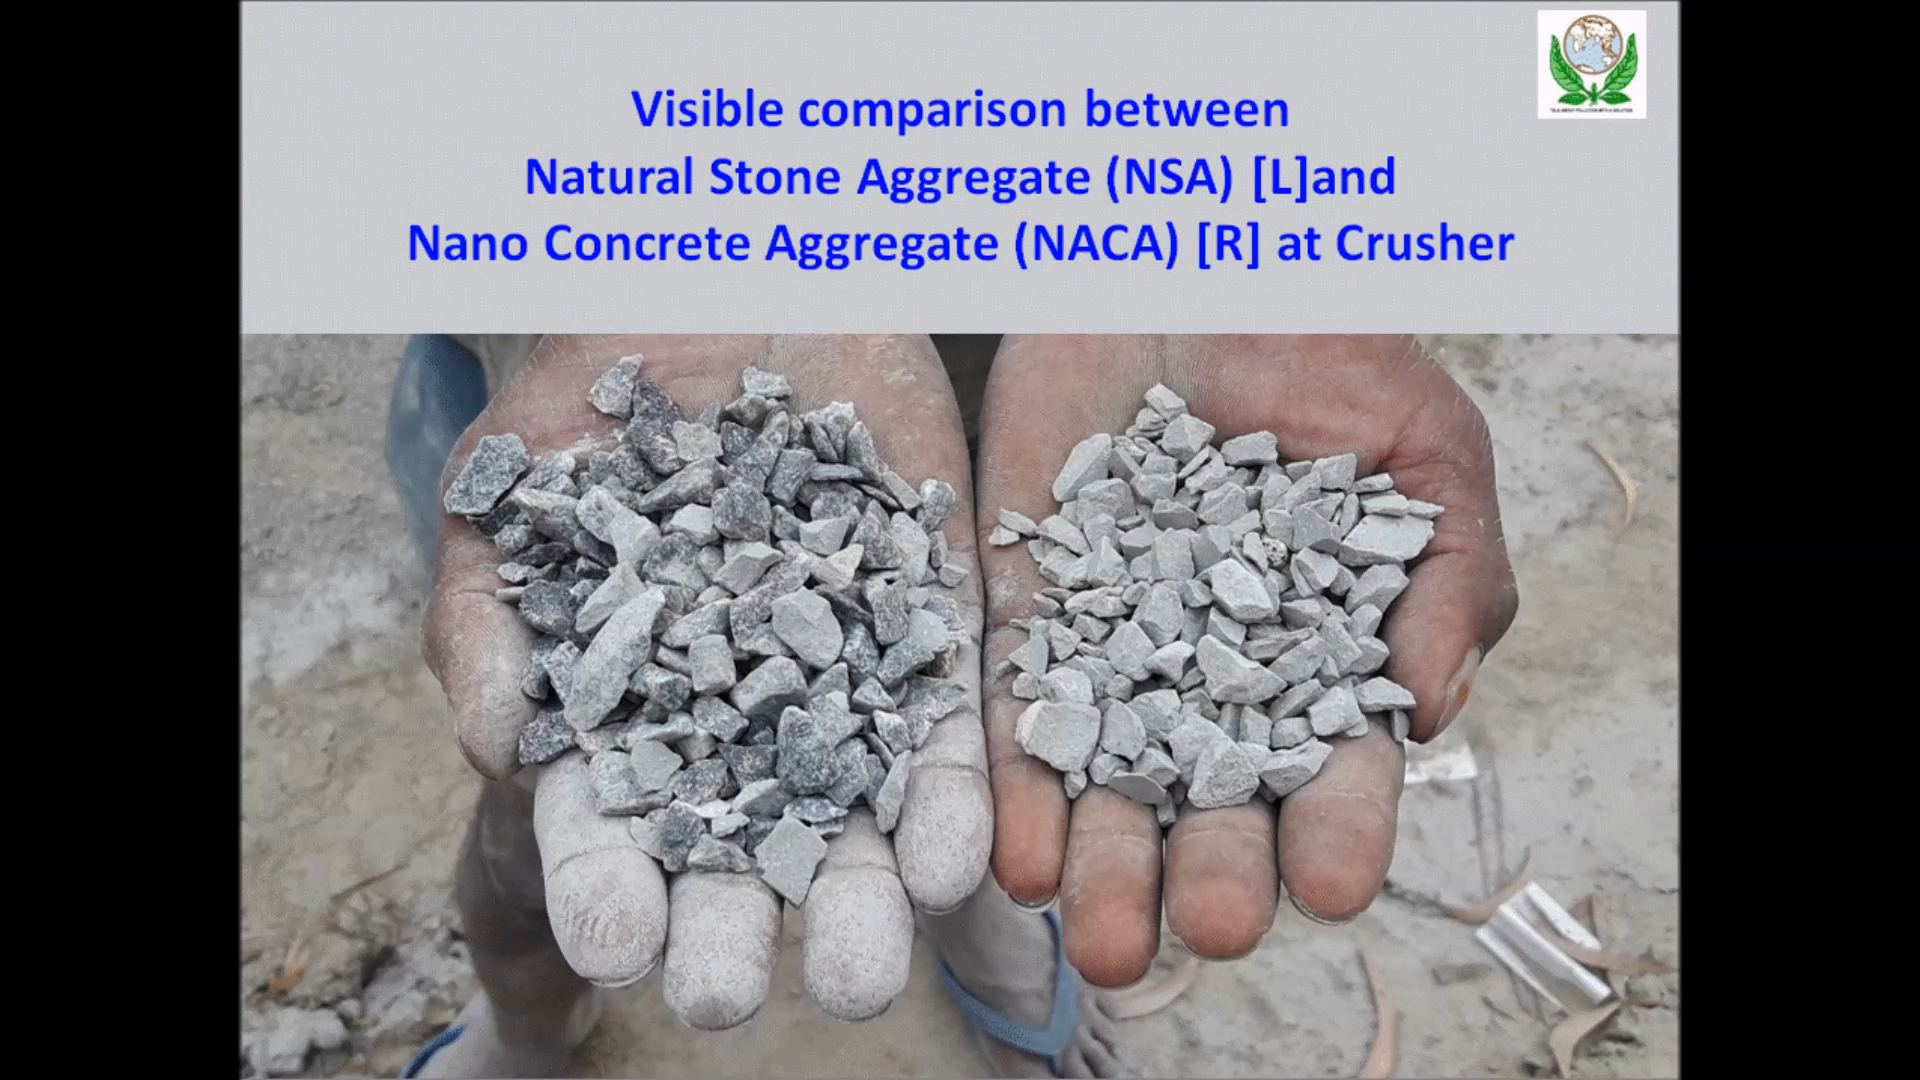 Visible comparison between
Natural Stone Aggregate (NSA) [L]and
Nano Concrete Aggregate (NACA) [R] at Crusher